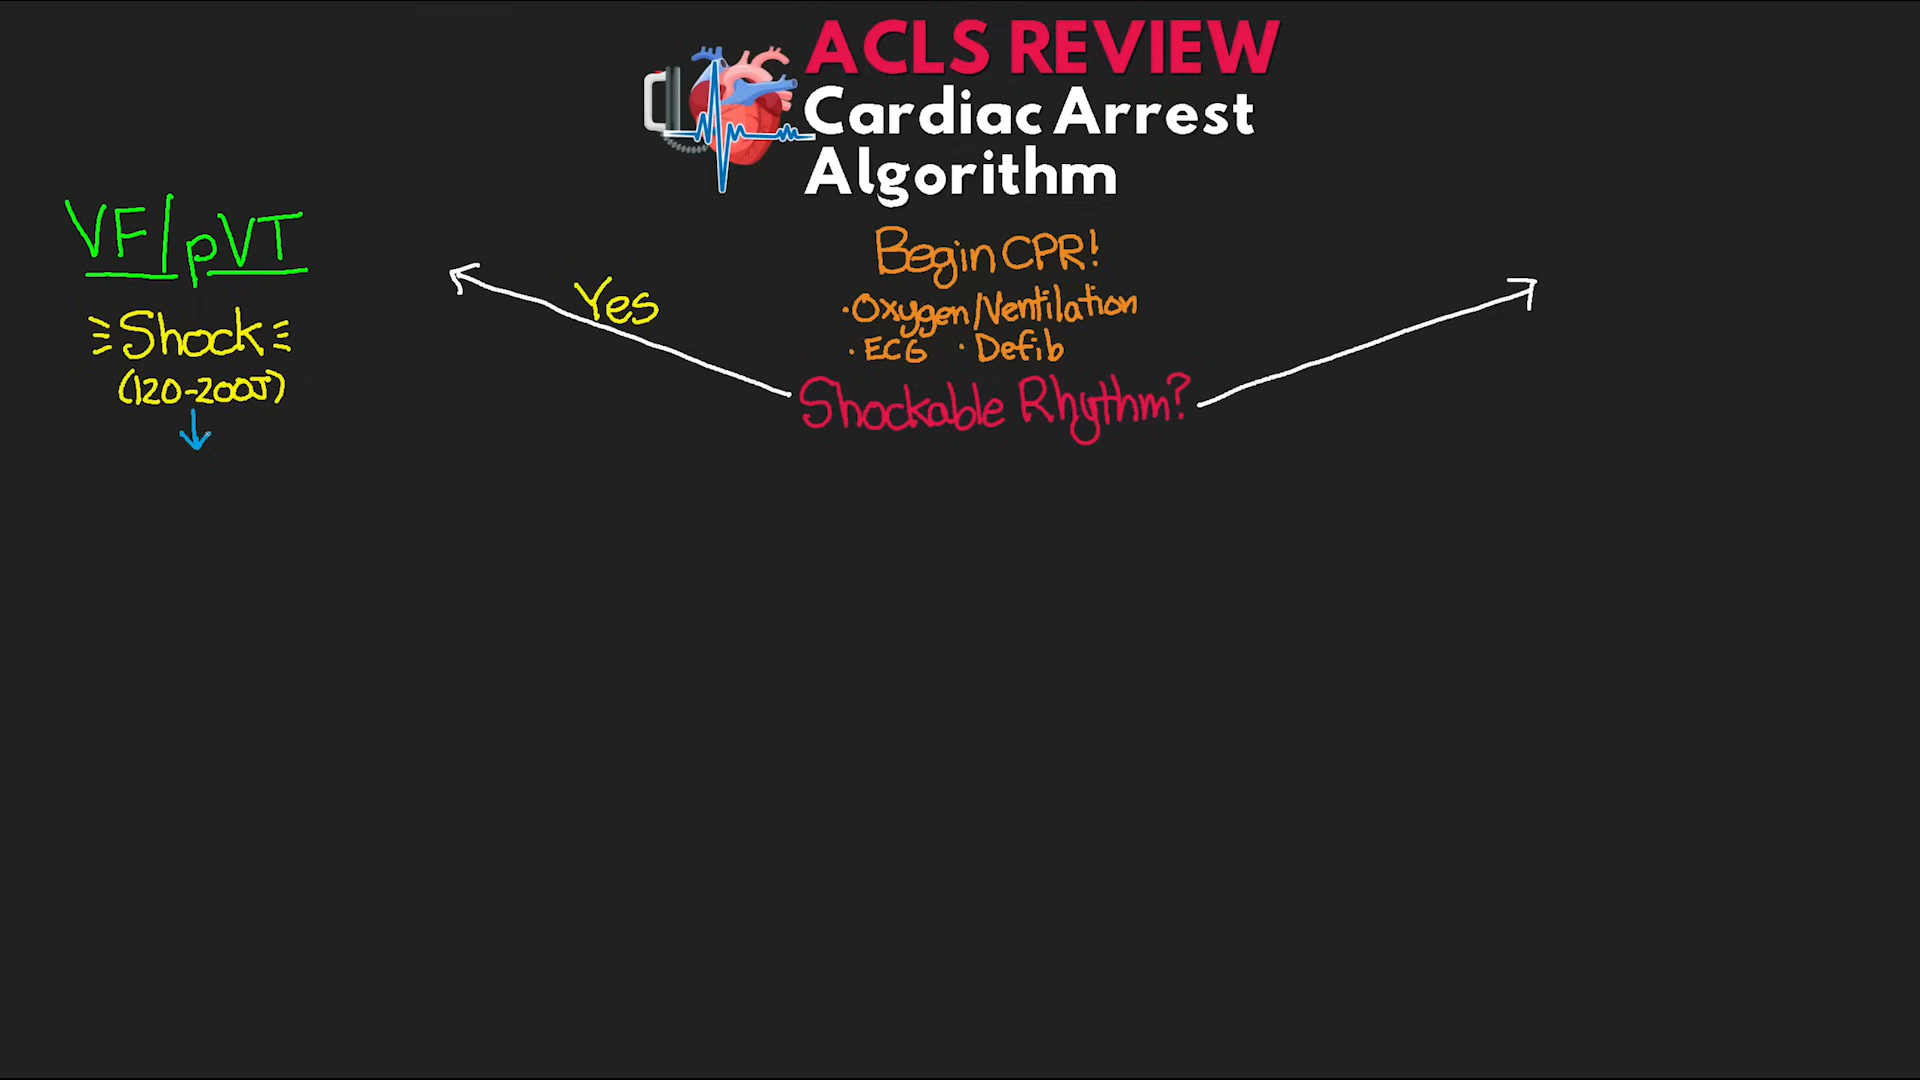 ACLS REVIEW
Cardiac Arrest
Algorithm
VF/pVT
Shock
(120-200J)
Yes
Begin CPR!
· Oxygen/Ventilation
· ECG · Defib
Shockable Rhythm?